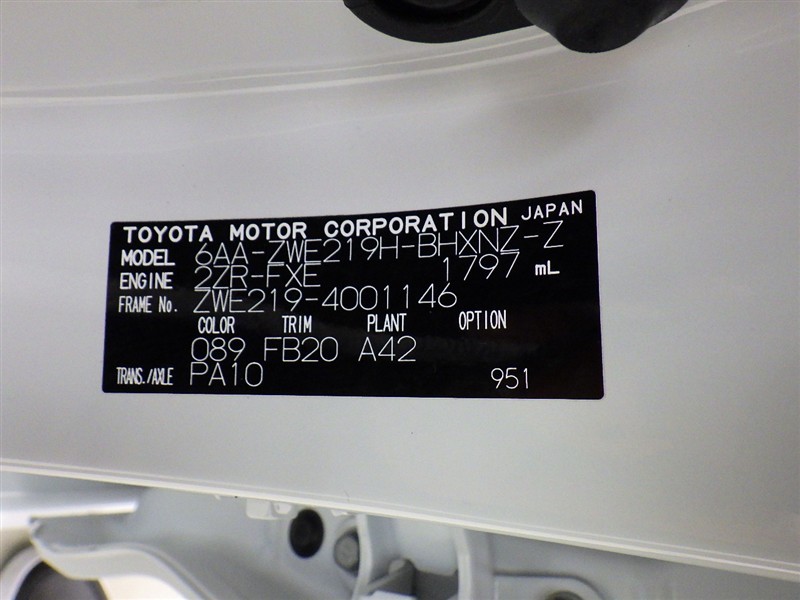 TOYOTA MOTOR CORPORATION JAPAN
MODEL 6AA-ZWE219H-BHXNZ-Z
ENGINE 2ZR-FXE 1797 mL
FRAME No. ZWE219-4001146
COLOR TRIM PLANT OPTION
089 FB20 A42
TRANS./AXLE PA10 951